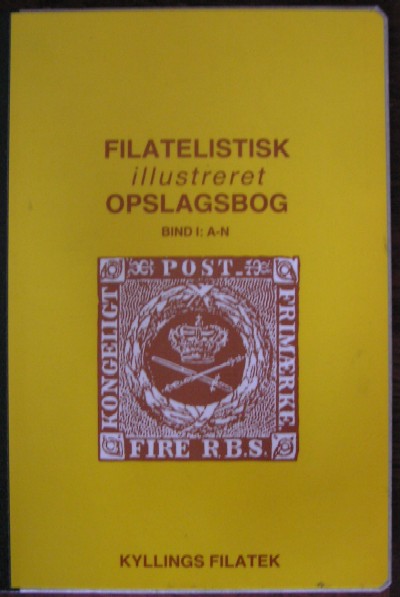 FILATELISTISK
illustreret
OPSLAGSBOG
BIND I: A-N
POST.
KONGELIGT
FRIMÆRKE.
FIRE R.B.S.
KYLLINGS FILATEK